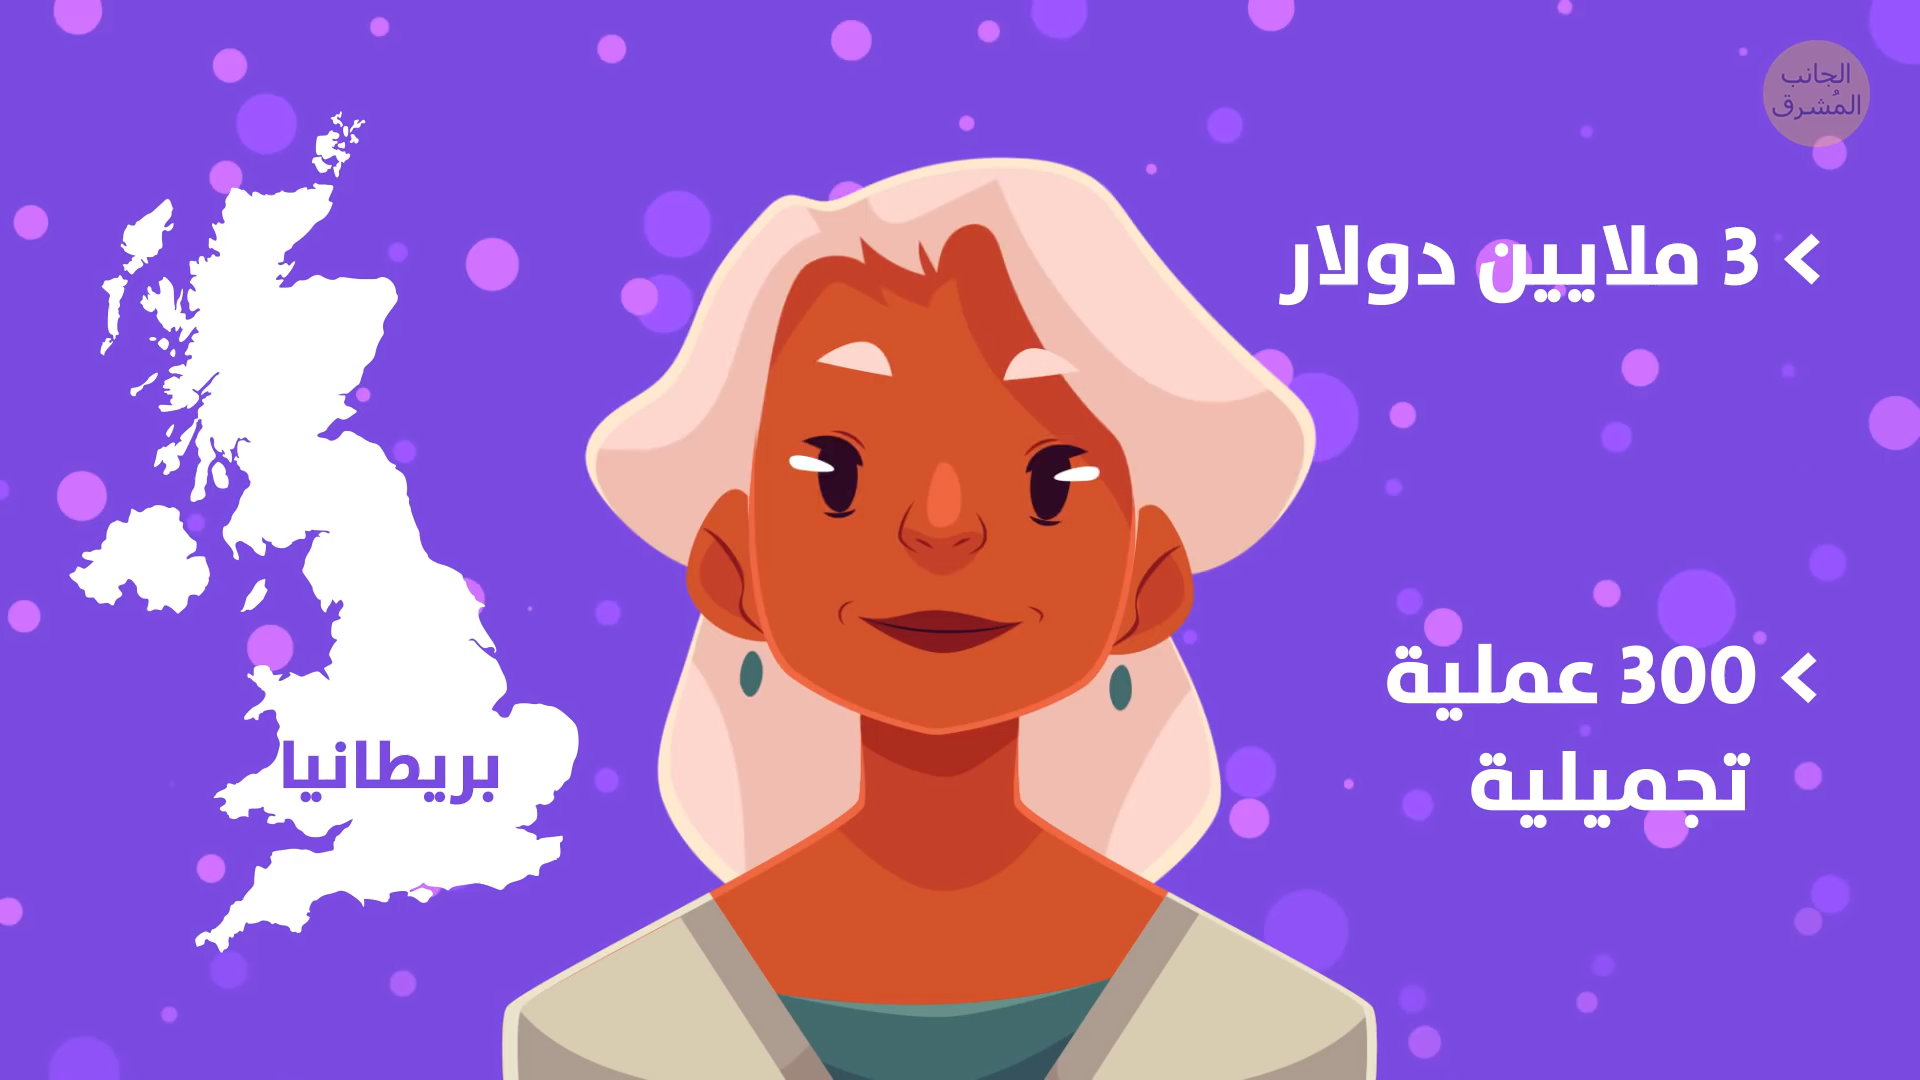 الجانب
المُشرق
> 3 ملايين دولار
> 300 عملية
تجميلية
بريطانيا